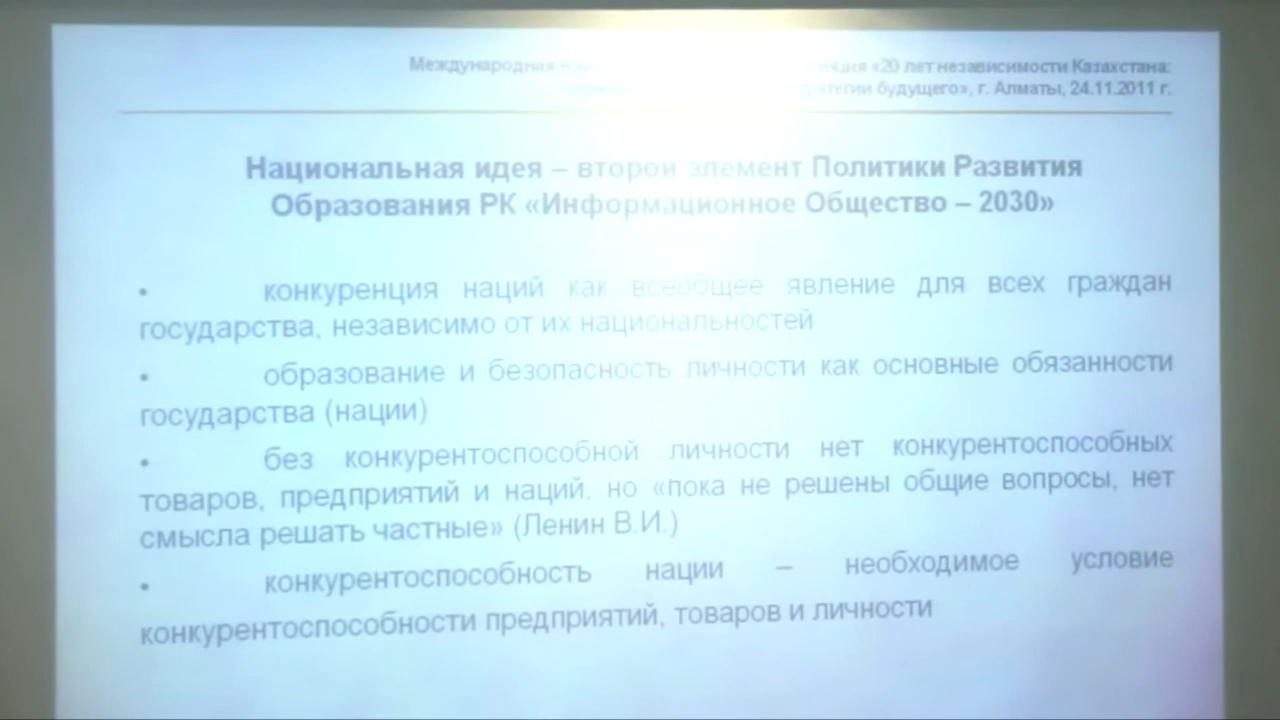 Международная «20 лет независимости Казахстана:
будущего», г. Алматы, 24.11.2011 г.
Национальная идея – второй элемент Политики Развития
Образования РК «Информационное Общество – 2030»
• конкуренция наций как всеобщее явление для всех граждан
государства, независимо от их национальностей
• образование и безопасность личности как основные обязанности
государства (нации)
• без конкурентоспособной личности нет конкурентоспособных
товаров, предприятий и наций, но «пока не решены общие вопросы, нет
смысла решать частные» (Ленин В.И.)
• конкурентоспособность нации – необходимое условие
конкурентоспособности предприятий, товаров и личности